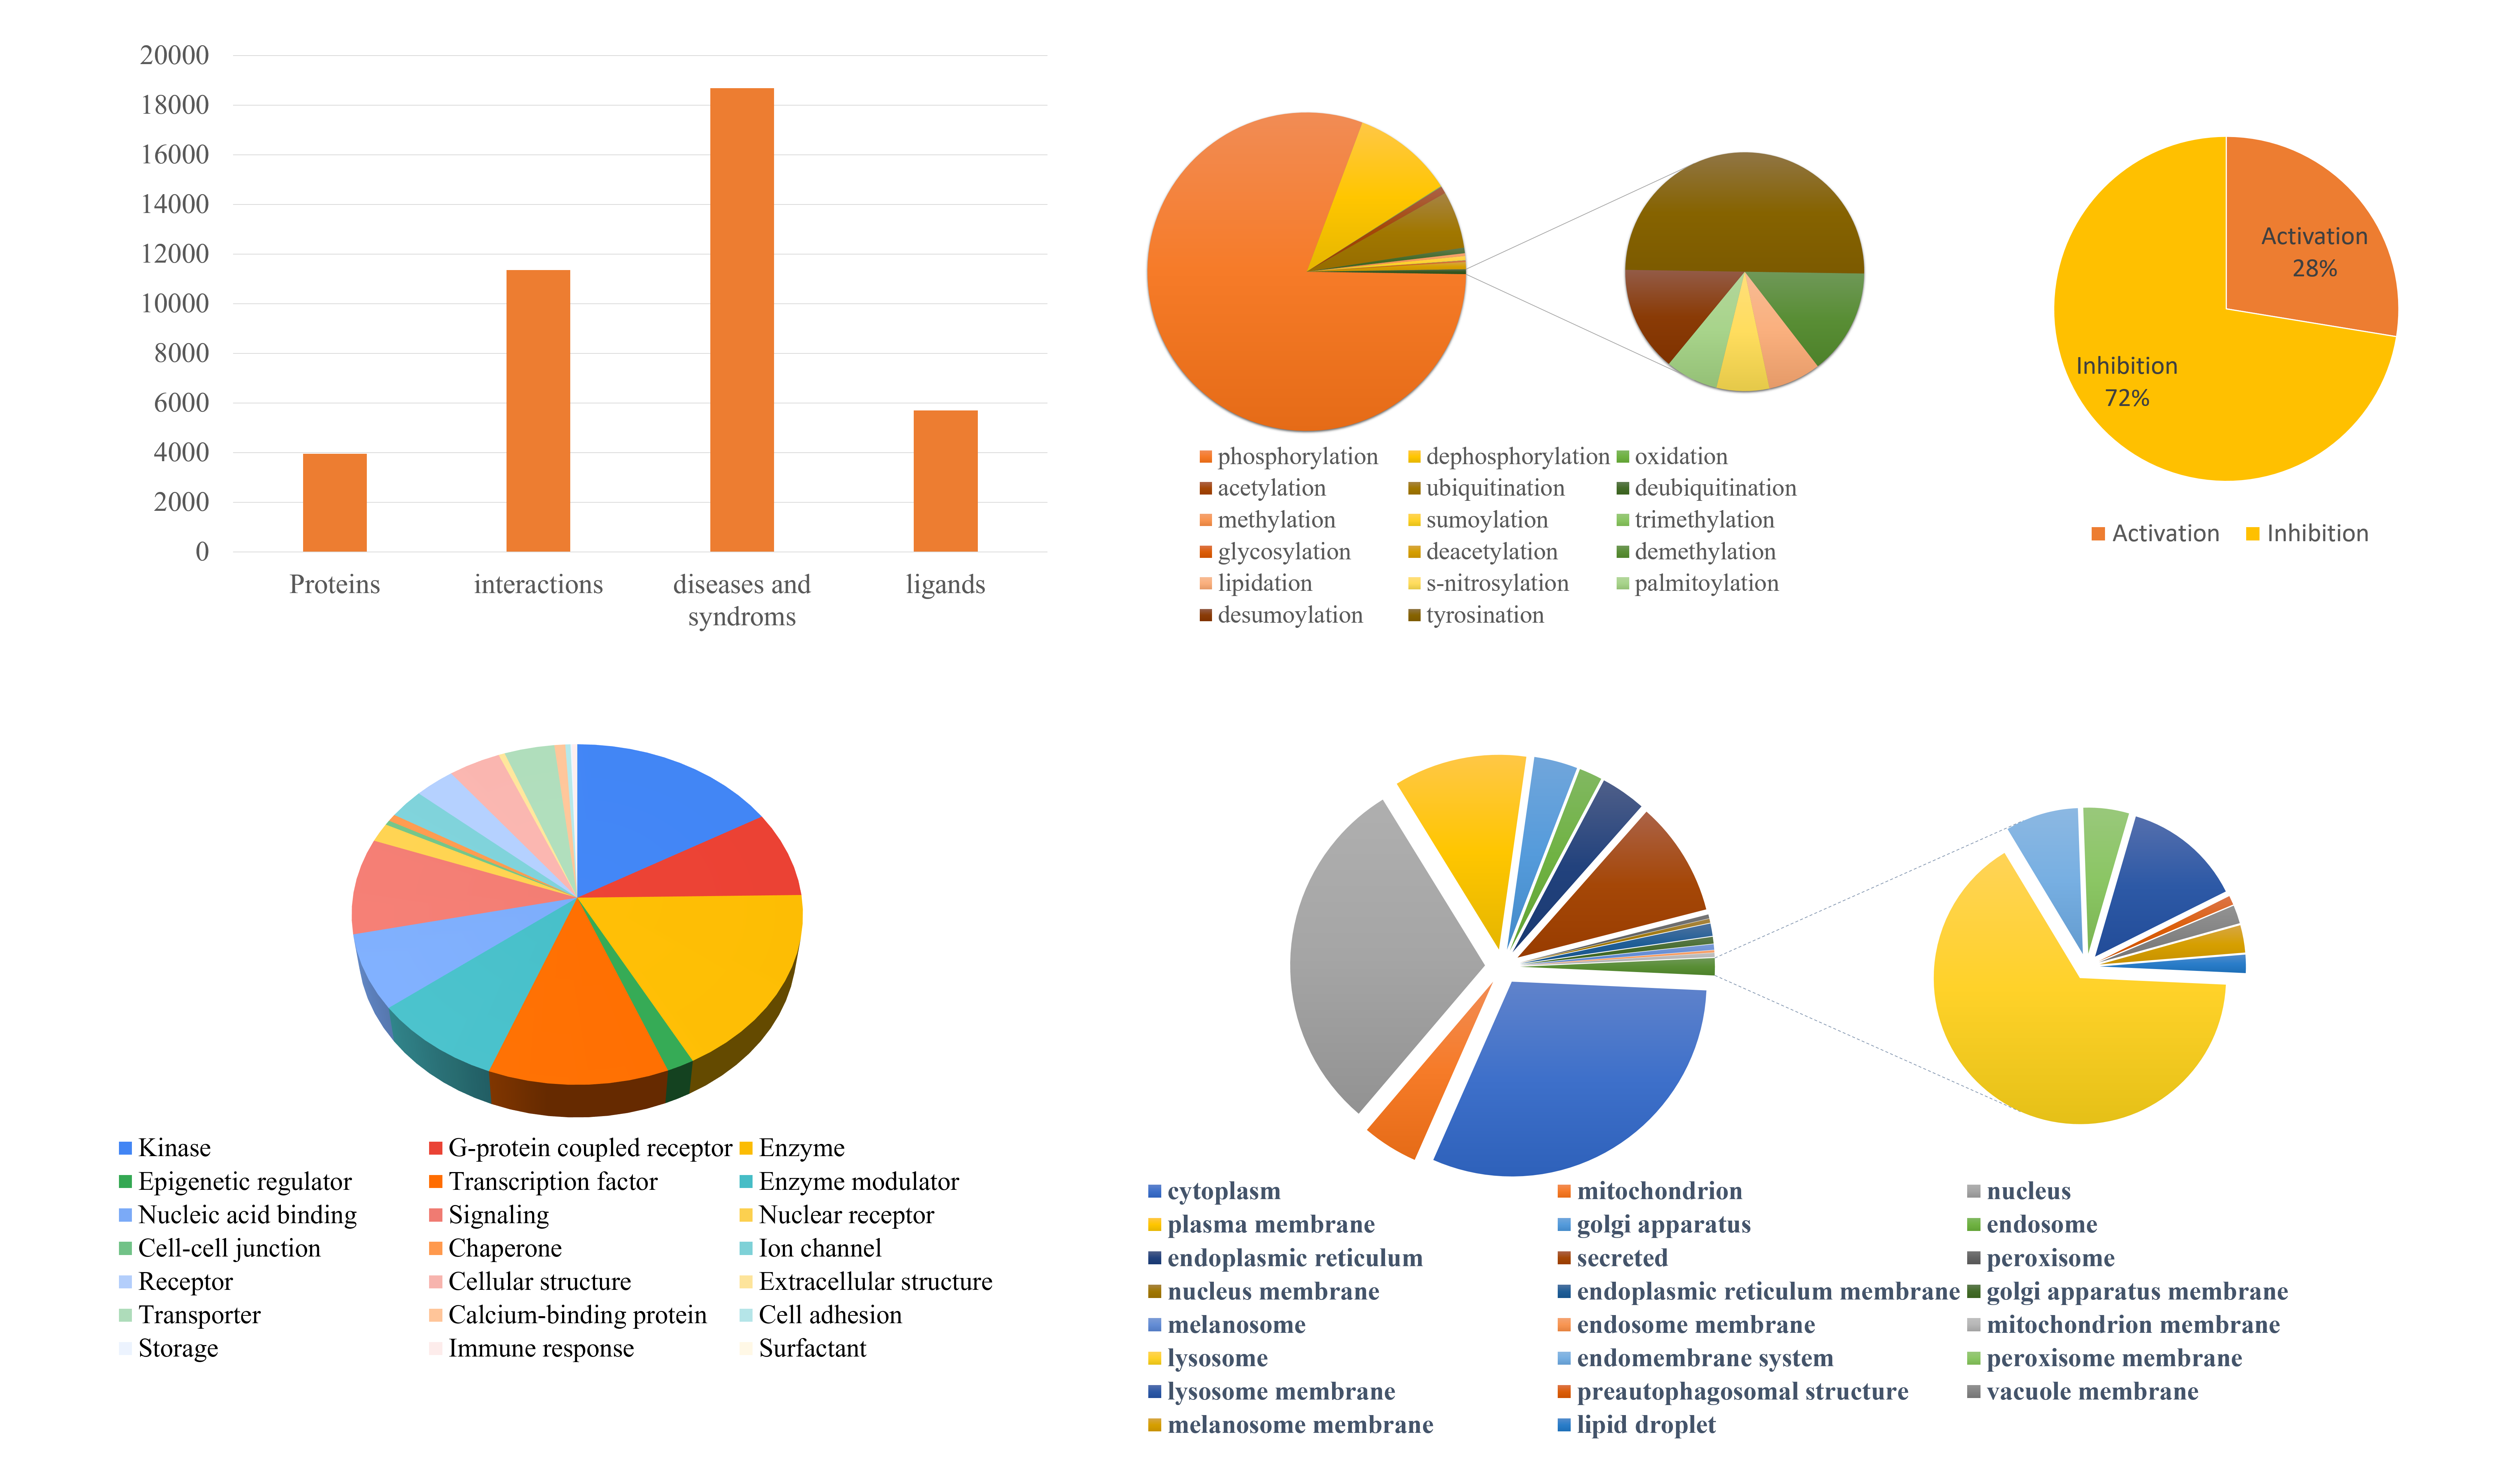 20000
18000
16000
14000
12000
10000
8000
6000
4000
2000
0
Proteins interactions diseases and ligands
syndroms
phosphorylation dephosphorylation oxidation
acetylation ubiquitination deubiquitination
methylation sumoylation trimethylation
glycosylation deacetylation demethylation
lipidation s-nitrosylation palmitoylation
desumoylation tyrosination
Activation
28%
Inhibition
72%
Activation Inhibition
Kinase G-protein coupled receptor Enzyme
Epigenetic regulator Transcription factor Enzyme modulator
Nucleic acid binding Signaling Nuclear receptor
Cell-cell junction Chaperone Ion channel
Receptor Cellular structure Extracellular structure
Transporter Calcium-binding protein Cell adhesion
Storage Immune response Surfactant
cytoplasm mitochondrion nucleus
plasma membrane golgi apparatus endosome
endoplasmic reticulum secreted peroxisome
nucleus membrane endoplasmic reticulum membrane golgi apparatus membrane
melanosome endosome membrane mitochondrion membrane
lysosome endomembrane system peroxisome membrane
lysosome membrane preautophagosomal structure vacuole membrane
melanosome membrane lipid droplet